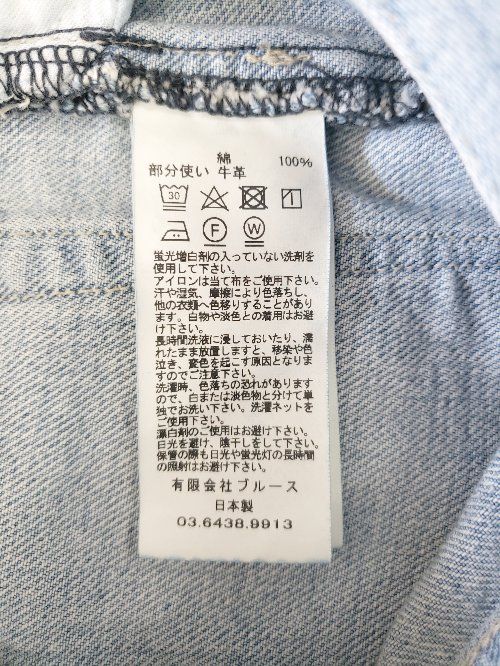 綿 100%
部分使い 牛革
30
1
F W
蛍光増白剤の入っていない洗剤を
使用して下さい。
アイロンは当て布をご使用下さい。
汗や湿気、摩擦により色落ちし、
他の衣類へ色移りすることがあり
ます。白物や淡色との着用はお避
け下さい。
長時間洗液に浸しておいたり、濡
れたまま放置しますと、移染や色
泣き、変色を起こす原因となりま
すのでご注意下さい。
洗濯時、色落ちの恐れがあります
ので、白または淡色物と分けて単
独でお洗い下さい。洗濯ネットを
ご使用下さい。
漂白剤のご使用はお避け下さい。
日光を避け、陰干しをして下さい。
保管の際も日光や蛍光灯の長時間
の照射はお避け下さい。
有限会社ブルース
日本製
03.6438.9913